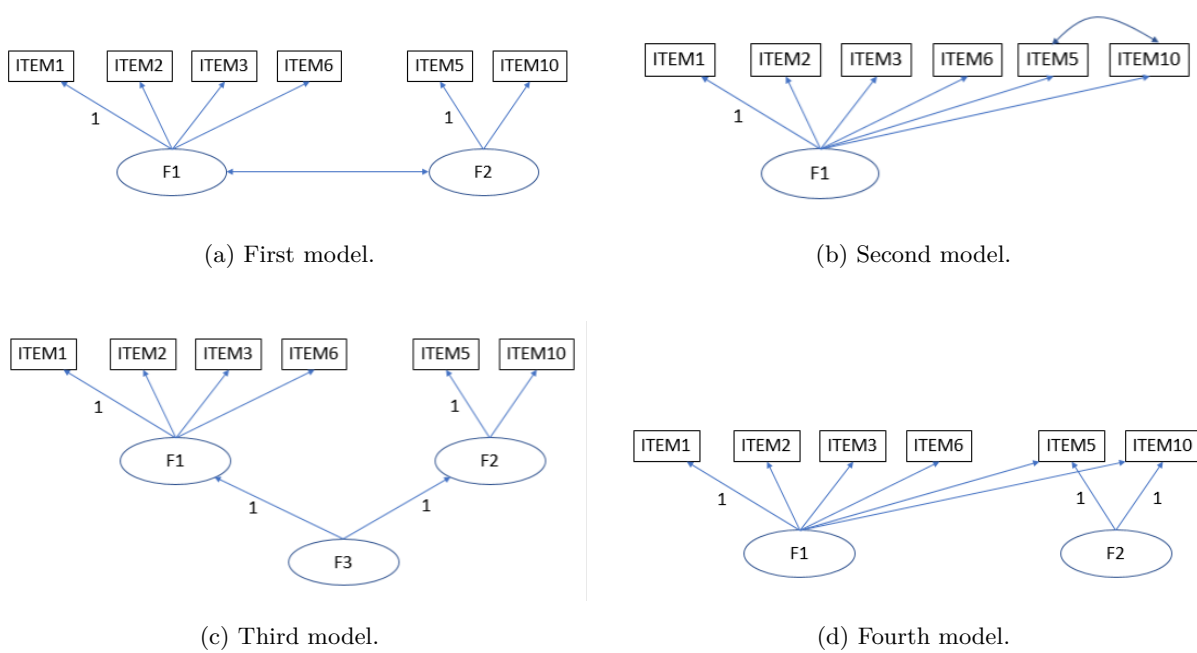 ITEM1 ITEM2 ITEM3 ITEM6 ITEM5 ITEM10
1 1
F1 F2
(a) First model.
ITEM1 ITEM2 ITEM3 ITEM6 ITEM5 ITEM10
1
F1
(b) Second model.
ITEM1 ITEM2 ITEM3 ITEM6 ITEM5 ITEM10
1 1
F1 F2
1 1
F3
(c) Third model.
ITEM1 ITEM2 ITEM3 ITEM6 ITEM5 ITEM10
1 1 1
F1 F2
(d) Fourth model.